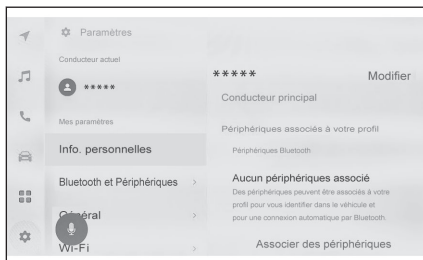 Paramètres
Conducteur actuel
*****
Mes paramètres
Info. personnelles
Bluetooth et Périphériques
Général
Wi-Fi
*****
Modifier
Conducteur principal
Périphériques associés à votre profil
Périphériques Bluetooth
Aucun périphériques associé
Des périphériques peuvent être associés à votre
profil pour vous identifier dans le véhicule et
pour une connexion automatique par Bluetooth
Associer des périphériques